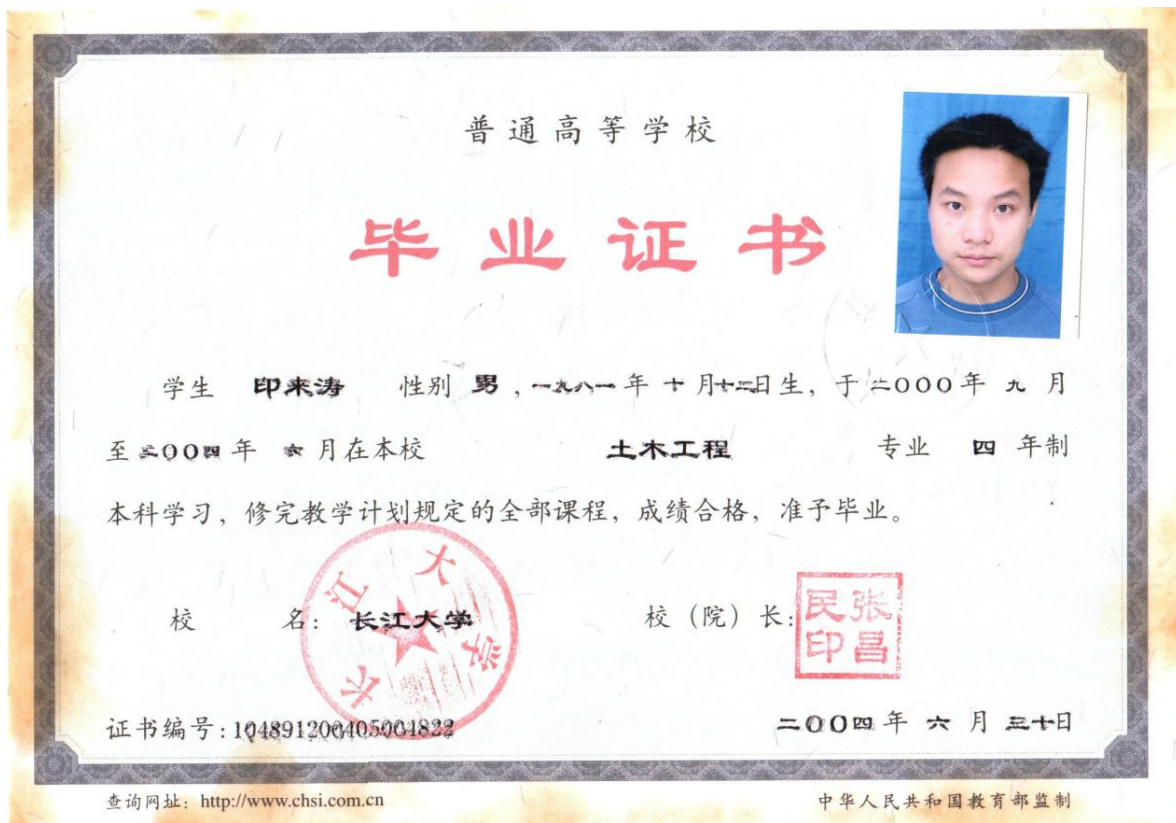 普通高等学校
毕业证书
学生 印来涛 性别 男，一九八一年 十 月十二日生，于二000年 九 月
至二00四年 六 月在本校 土木工程 专业 四 年制
本科学习，修完教学计划规定的全部课程，成绩合格，准予毕业。
校 名：长江大学 校（院）长：
长江大学
张昌民印
证书编号：104891200405004822
二00四年 六 月 三十日
查询网址：http://www.chsi.com.cn 中华人民共和国教育部监制